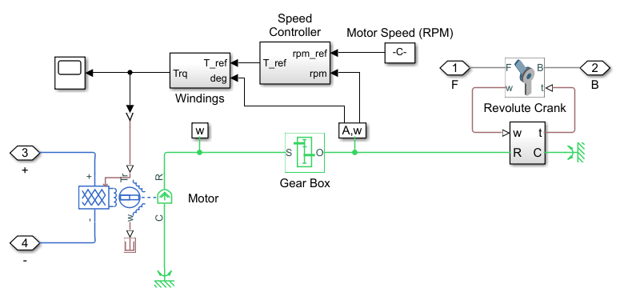 Speed
Controller
Motor Speed (RPM)
T_ref
Trq
deg
Windings
T_ref
rpm_ref
rpm
-C-
1
F
F
B
w
t
2
B
Revolute Crank
w
t
R
C
w
A,w
S
O
Gear Box
3
+
4
-
+
-
Tr
w
R
C
Motor